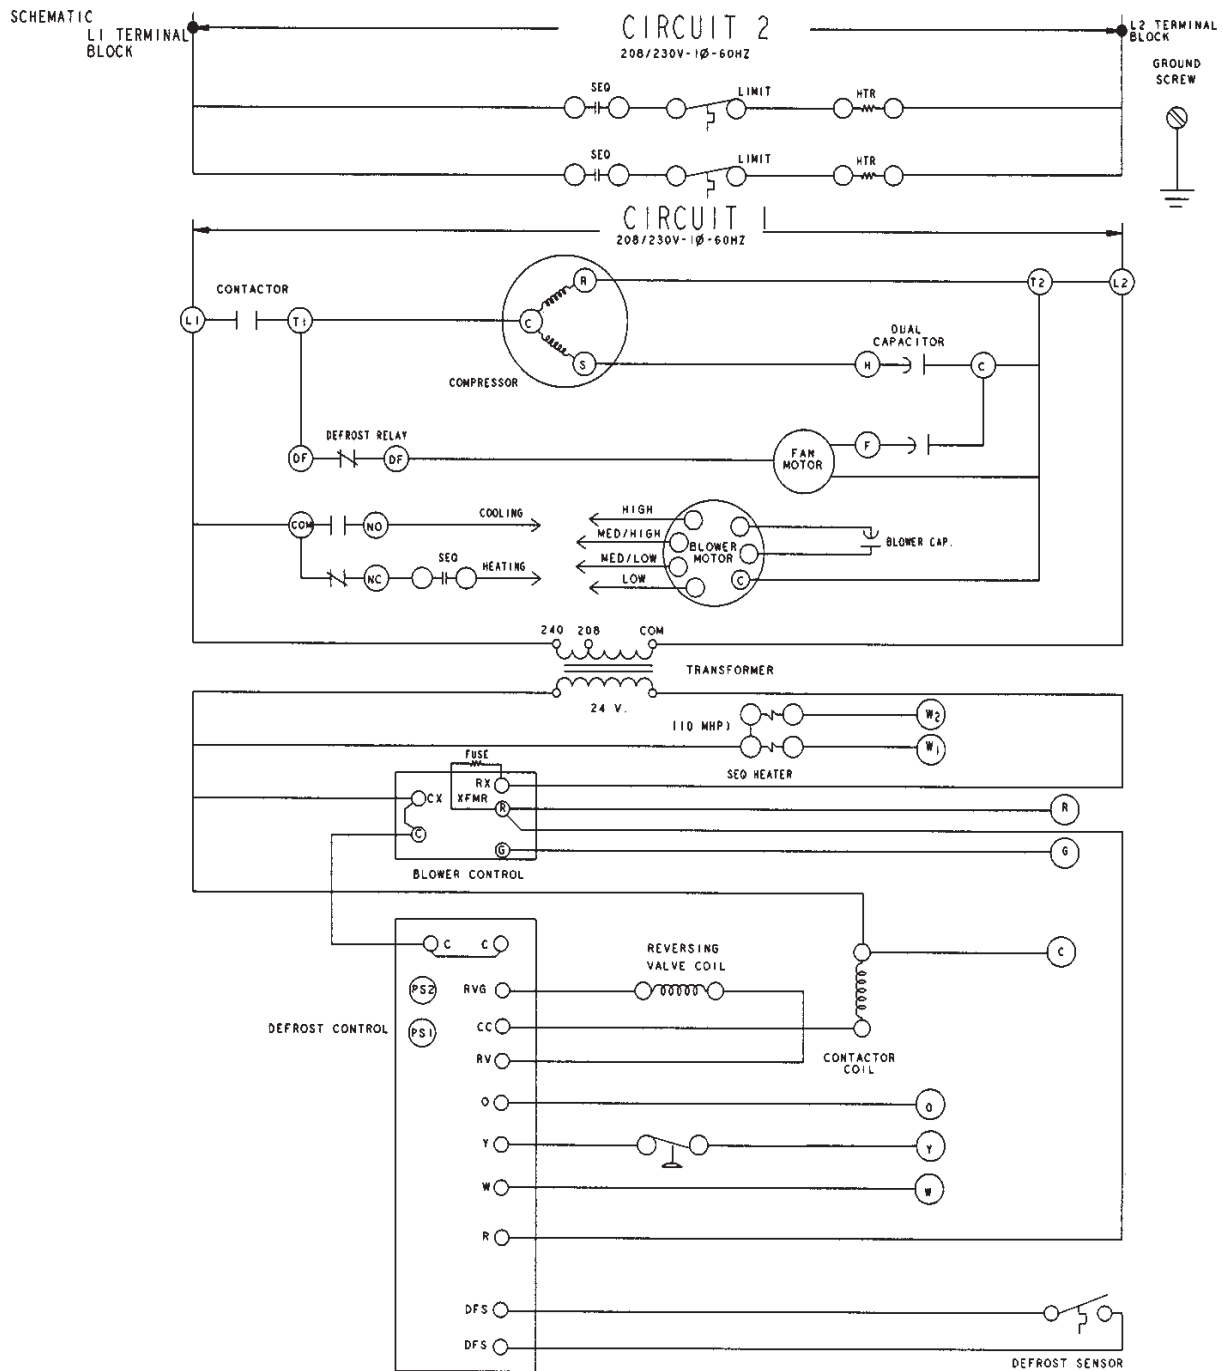 SCHEMATIC
L1 TERMINAL
BLOCK
CIRCUIT 2
208/230V-1Ø-60HZ
L2 TERMINAL
BLOCK
GROUND
SCREW
SEQ
LIMIT
HTR
SEQ
LIMIT
HTR
CIRCUIT 1
208/230V-1Ø-60HZ
CONTACTOR
R
T2
L2
L1
T1
C
DUAL
CAPACITOR
S
H
C
COMPRESSOR
DEFROST RELAY
DF
DF
FAN
MOTOR
F
COM
NO
COOLING
HIGH
MED/HIGH
BLOWER
MOTOR
BLOWER CAP.
NC
SEQ
HEATING
MED/LOW
LOW
C
240
208
COM
TRANSFORMER
24 V.
(10 MHP)
W2
W1
SEQ HEATER
FUSE
RX
CX
XFMR
R
R
C
G
G
BLOWER CONTROL
C
C
REVERSING
VALVE COIL
C
PS2
RVG
DEFROST CONTROL
PS1
CC
CONTACTOR
COIL
RV
O
O
Y
Y
W
W
R
DFS
DFS
DEFROST SENSOR